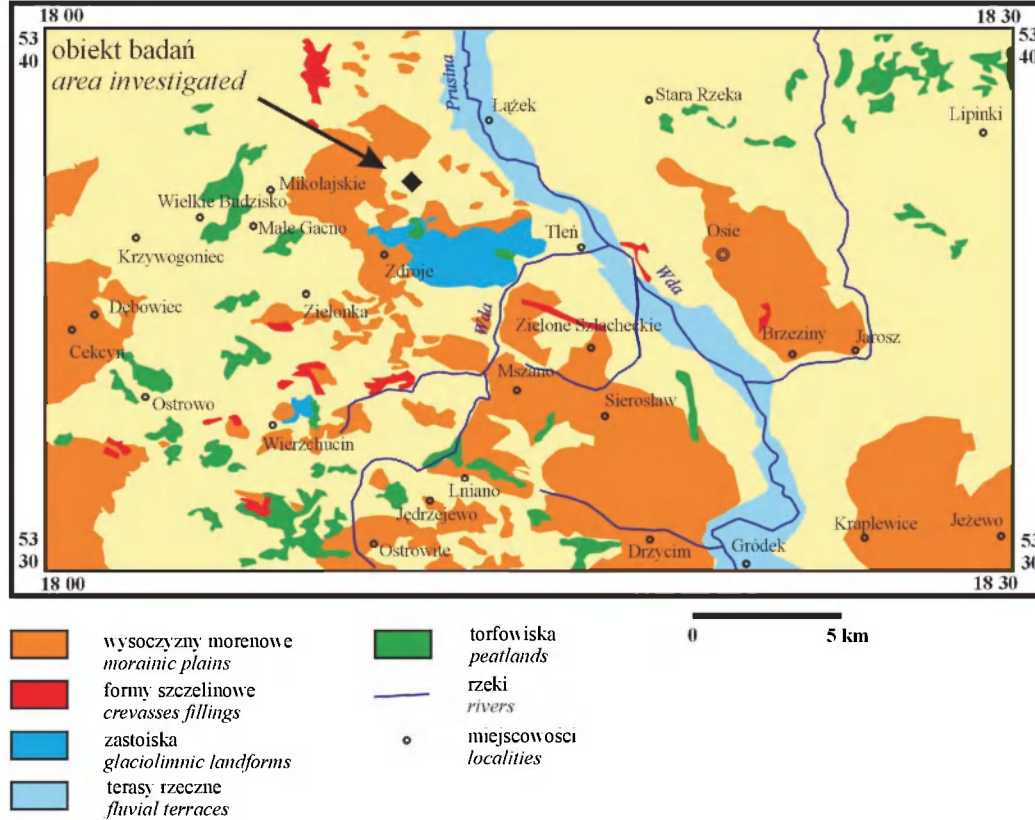 18 00
18 30
53
40
53
40
obiekt badań
area investigated
Prusina
Łążek
Stara Rzeka
Lipinki
Mikołajskie
Wielkie Budzisko
Małe Gacno
Krzywogoniec
Zdroje
Tleń
Osie
Wda
Wda
Dębowiec
Zielonka
Cekcyn
Zielone Szlacheckie
Brzeziny
Jarosz
Mszano
Ostrowo
Sierosław
Wierzchucin
Lniano
Jędrzejewo
Ostrowite
Drzycim
Gródek
Kraplewice
Jeżewo
53
30
53
30
18 00
18 30
wysoczyzny morenowe
morainic plains
formy szczelinowe
crevasses fillings
zastoiska
glaciolimnic landforms
terasy rzeczne
fluvial terraces
torfowiska
peatlands
rzeki
rivers
miejscowości
localities
0
5 km